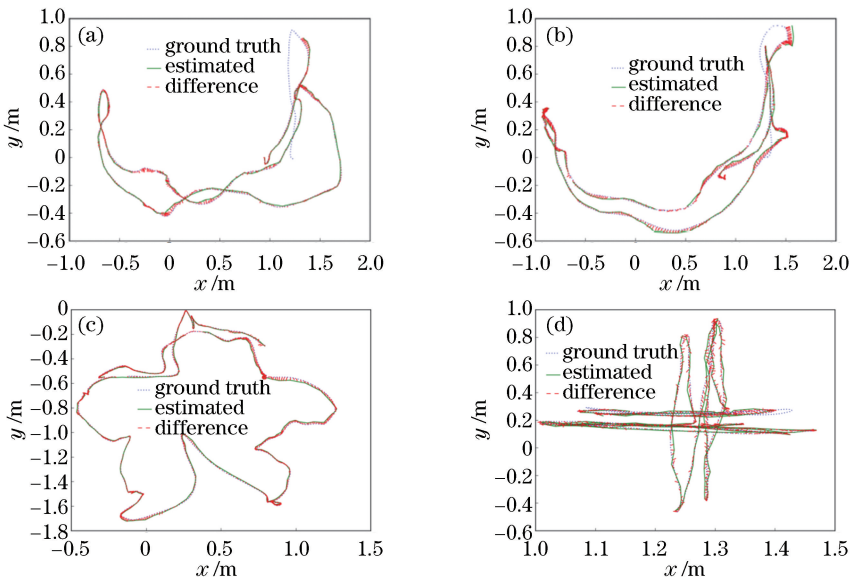 (a)
ground truth
estimated
difference
1.0
0.8
0.6
0.4
0.2
0
−0.2
−0.4
−0.6
y /m
−1.0 −0.5 0 0.5 1.0 1.5 2.0
x /m
(b)
ground truth
estimated
difference
1.0
0.8
0.6
0.4
0.2
0
−0.2
−0.4
−0.6
y /m
−1.0 −0.5 0 0.5 1.0 1.5 2.0
x /m
(c)
ground truth
estimated
difference
0
−0.2
−0.4
−0.6
−0.8
−1.0
−1.2
−1.4
−1.6
−1.8
y /m
−0.5 0 0.5 1.0 1.5
x /m
(d)
ground truth
estimated
difference
1.0
0.8
0.6
0.4
0.2
0
−0.2
−0.4
−0.6
y /m
1.0 1.1 1.2 1.3 1.4 1.5
x /m